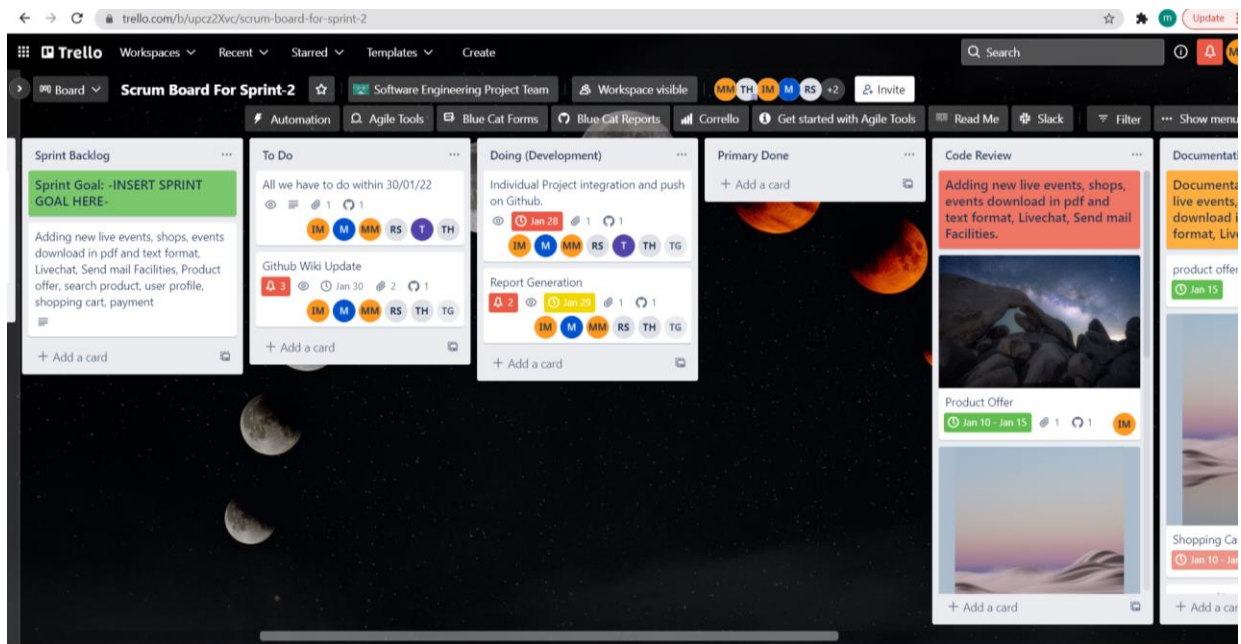 trello.com/b/upcz2Xvc/scrum-board-for-sprint-2
m
Update
Trello
Workspaces
Recent
Starred
Templates
Create
Search
Board
Scrum Board For Sprint-2
Software Engineering Project Team
Workspace visible
MM TH IM M RS +2
Invite
Automation
Agile Tools
Blue Cat Forms
Blue Cat Reports
Corrello
Get started with Agile Tools
Read Me
Slack
Filter
Show menu
Sprint Backlog
Sprint Goal: -INSERT SPRINT
GOAL HERE-
Adding new live events, shops, events
download in pdf and text format,
Livechat, Send mail Facilities, Product
offer, search product, user profile,
shopping cart, payment
+ Add a card
To Do
All we have to do within 30/01/22
1 1
IM M MM RS T TH
Github Wiki Update
3 Jan 30 2 1
IM M MM RS TH TG
+ Add a card
Doing (Development)
Individual Project integration and push
on Github.
Jan 28 1 1
IM M MM RS T TH TG
Report Generation
2 Jan 29 1 1
IM M MM RS TH TG
+ Add a card
Primary Done
+ Add a card
Code Review
Adding new live events, shops,
events download in pdf and
text format, Livechat, Send mail
Facilities.
Product Offer
Jan 10 - Jan 15 1 1 IM
+ Add a card
Documentati
Documenta
live events,
download i
format, Live
product offer
Jan 15
Shopping Ca
Jan 10 - Jan
+ Add a car